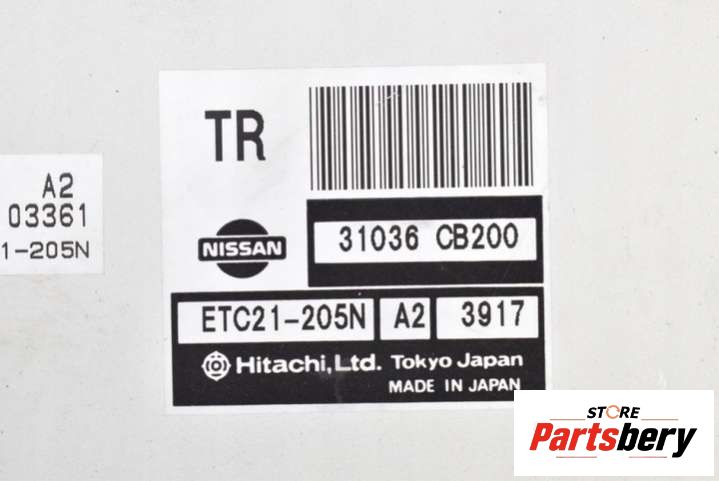 A2
03361
1-205N
TR
NISSAN
31036 CB200
ETC21-205N A2 3917
Hitachi,Ltd. Tokyo Japan
MADE IN JAPAN
STORE
Partsbery